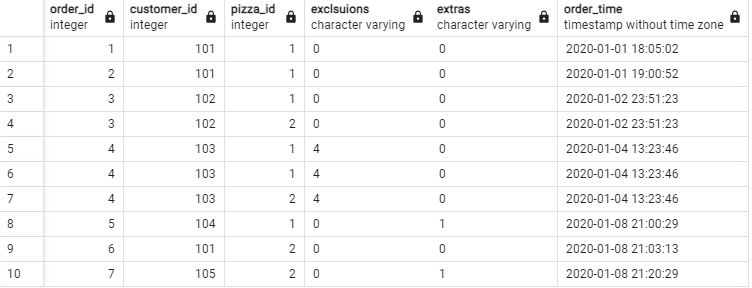 order_id customer_id pizza_id exclsuions extras order_time
integer integer integer character varying character varying timestamp without time zone
1 1 101 1 0 0 2020-01-01 18:05:02
2 2 101 1 0 0 2020-01-01 19:00:52
3 3 102 1 0 0 2020-01-02 23:51:23
4 3 102 2 0 0 2020-01-02 23:51:23
5 4 103 1 4 0 2020-01-04 13:23:46
6 4 103 1 4 0 2020-01-04 13:23:46
7 4 103 2 4 0 2020-01-04 13:23:46
8 5 104 1 0 1 2020-01-08 21:00:29
9 6 101 2 0 0 2020-01-08 21:03:13
10 7 105 2 0 1 2020-01-08 21:20:29